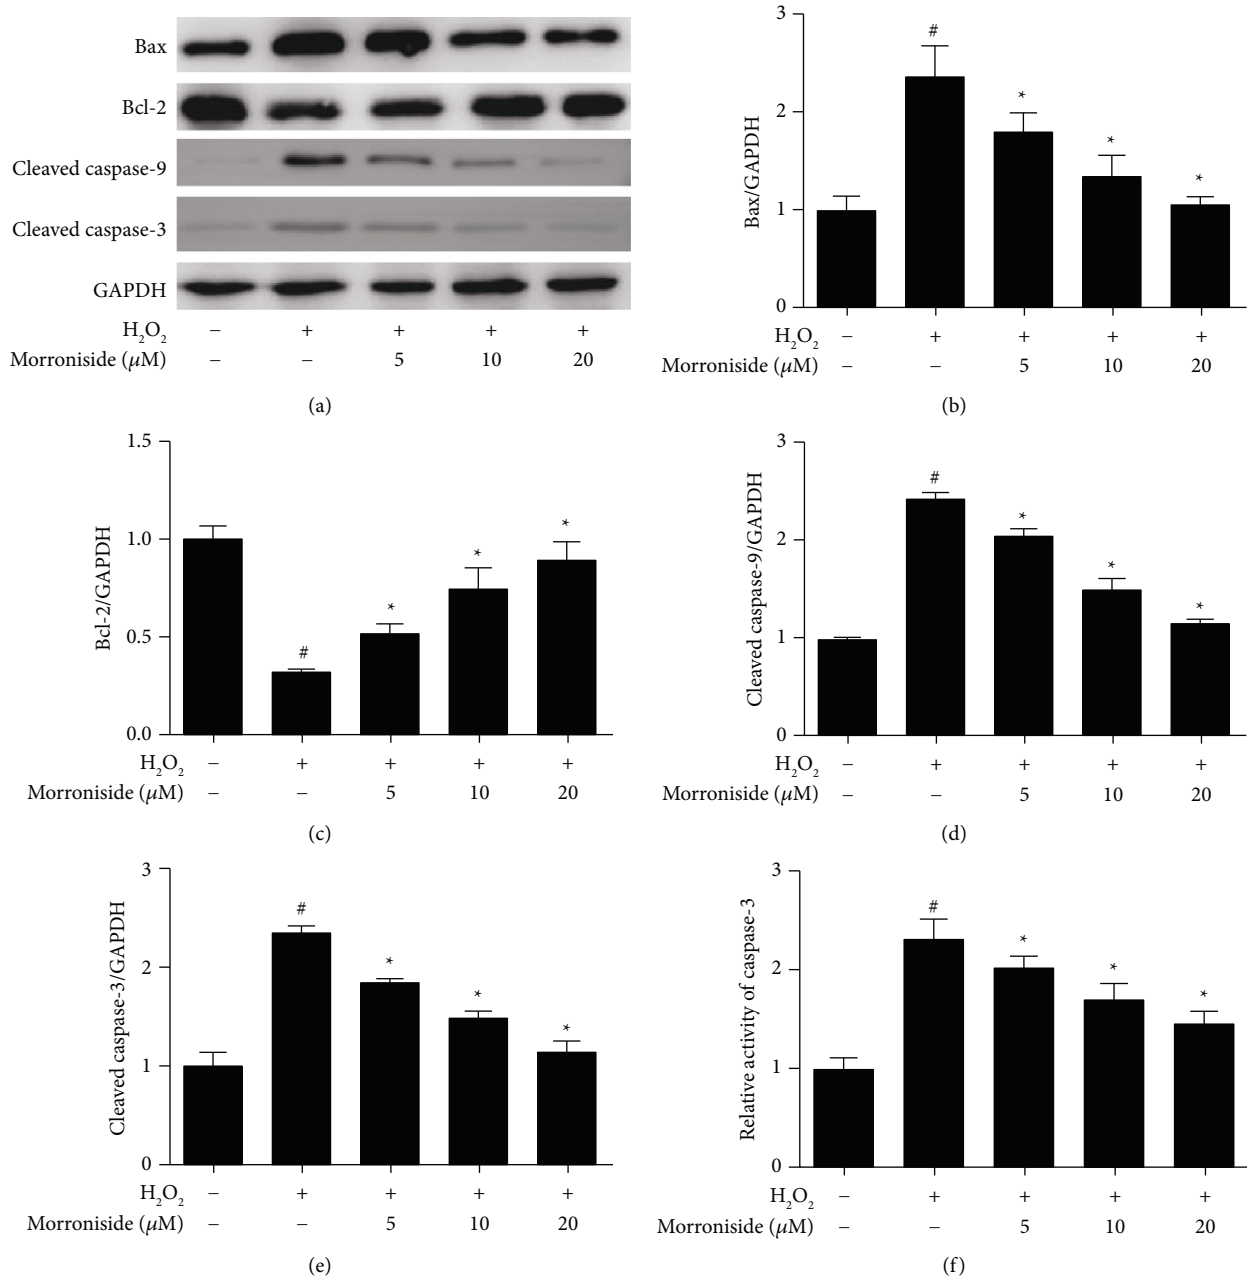 Bax
Bcl-2
Cleaved caspase-9
Cleaved caspase-3
GAPDH
H₂O₂ – + + + +
Morroniside (μM) – – 5 10 20
(a)
3
2
1
0
Bax/GAPDH
#
*
*
*
H₂O₂ – + + + +
Morroniside (μM) – – 5 10 20
(b)
1.5
1.0
0.5
0.0
Bcl-2/GAPDH
#
*
*
*
H₂O₂ – + + + +
Morroniside (μM) – – 5 10 20
(c)
3
2
1
0
Cleaved caspase-9/GAPDH
#
*
*
*
H₂O₂ – + + + +
Morroniside (μM) – – 5 10 20
(d)
3
2
1
0
Cleaved caspase-3/GAPDH
#
*
*
*
H₂O₂ – + + + +
Morroniside (μM) – – 5 10 20
(e)
3
2
1
0
Relative activity of caspase-3
#
*
*
*
H₂O₂ – + + + +
Morroniside (μM) – – 5 10 20
(f)